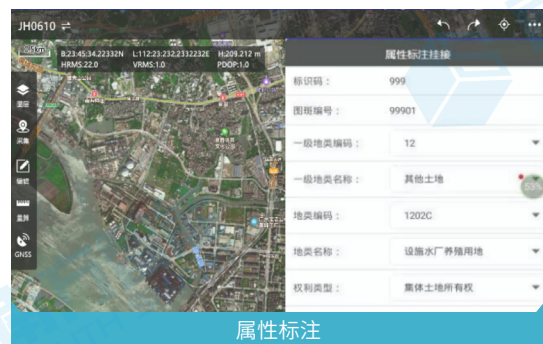 JH0610
B:23:45:34.22332N L:112:23:232.2332232E H:209.212 m
HRMS:22.0 VRMS:1.0 PDOP:1.0
属性标注挂接
标识码： 999
图层
图斑编号： 99901
采集
一级地类编码： 12
一级地类名称： 其他土地
53%
编辑
地类编码： 1202C
地类名称： 设施水厂养殖用地
GNSS
权利类型： 集体土地所有权
属性标注